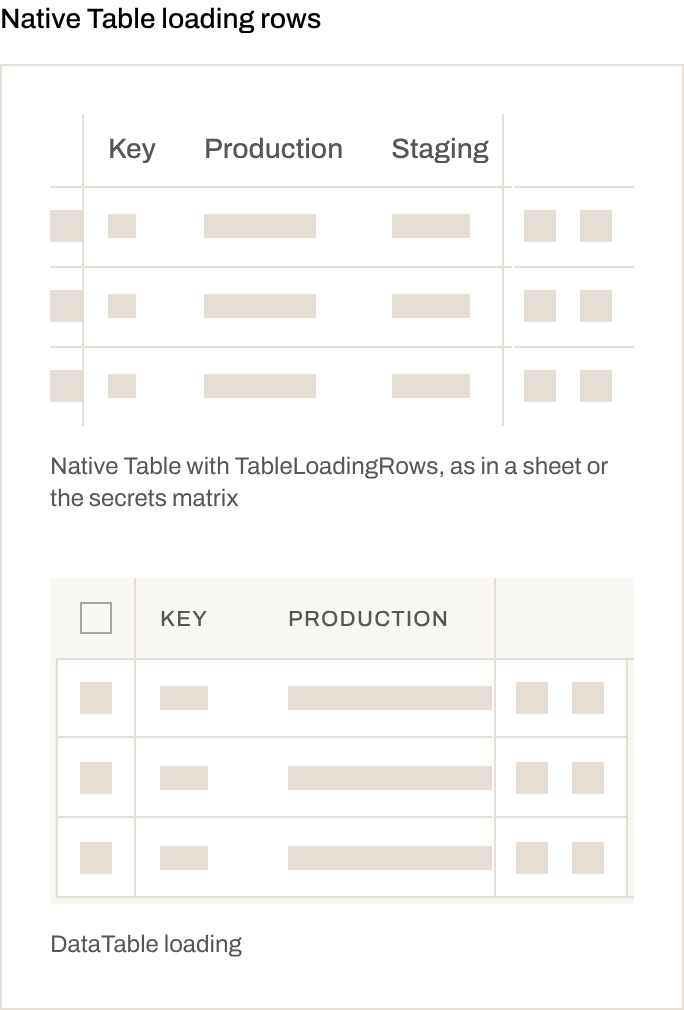 Native Table loading rows
Key Production Staging
Native Table with TableLoadingRows, as in a sheet or
the secrets matrix
KEY PRODUCTION
DataTable loading